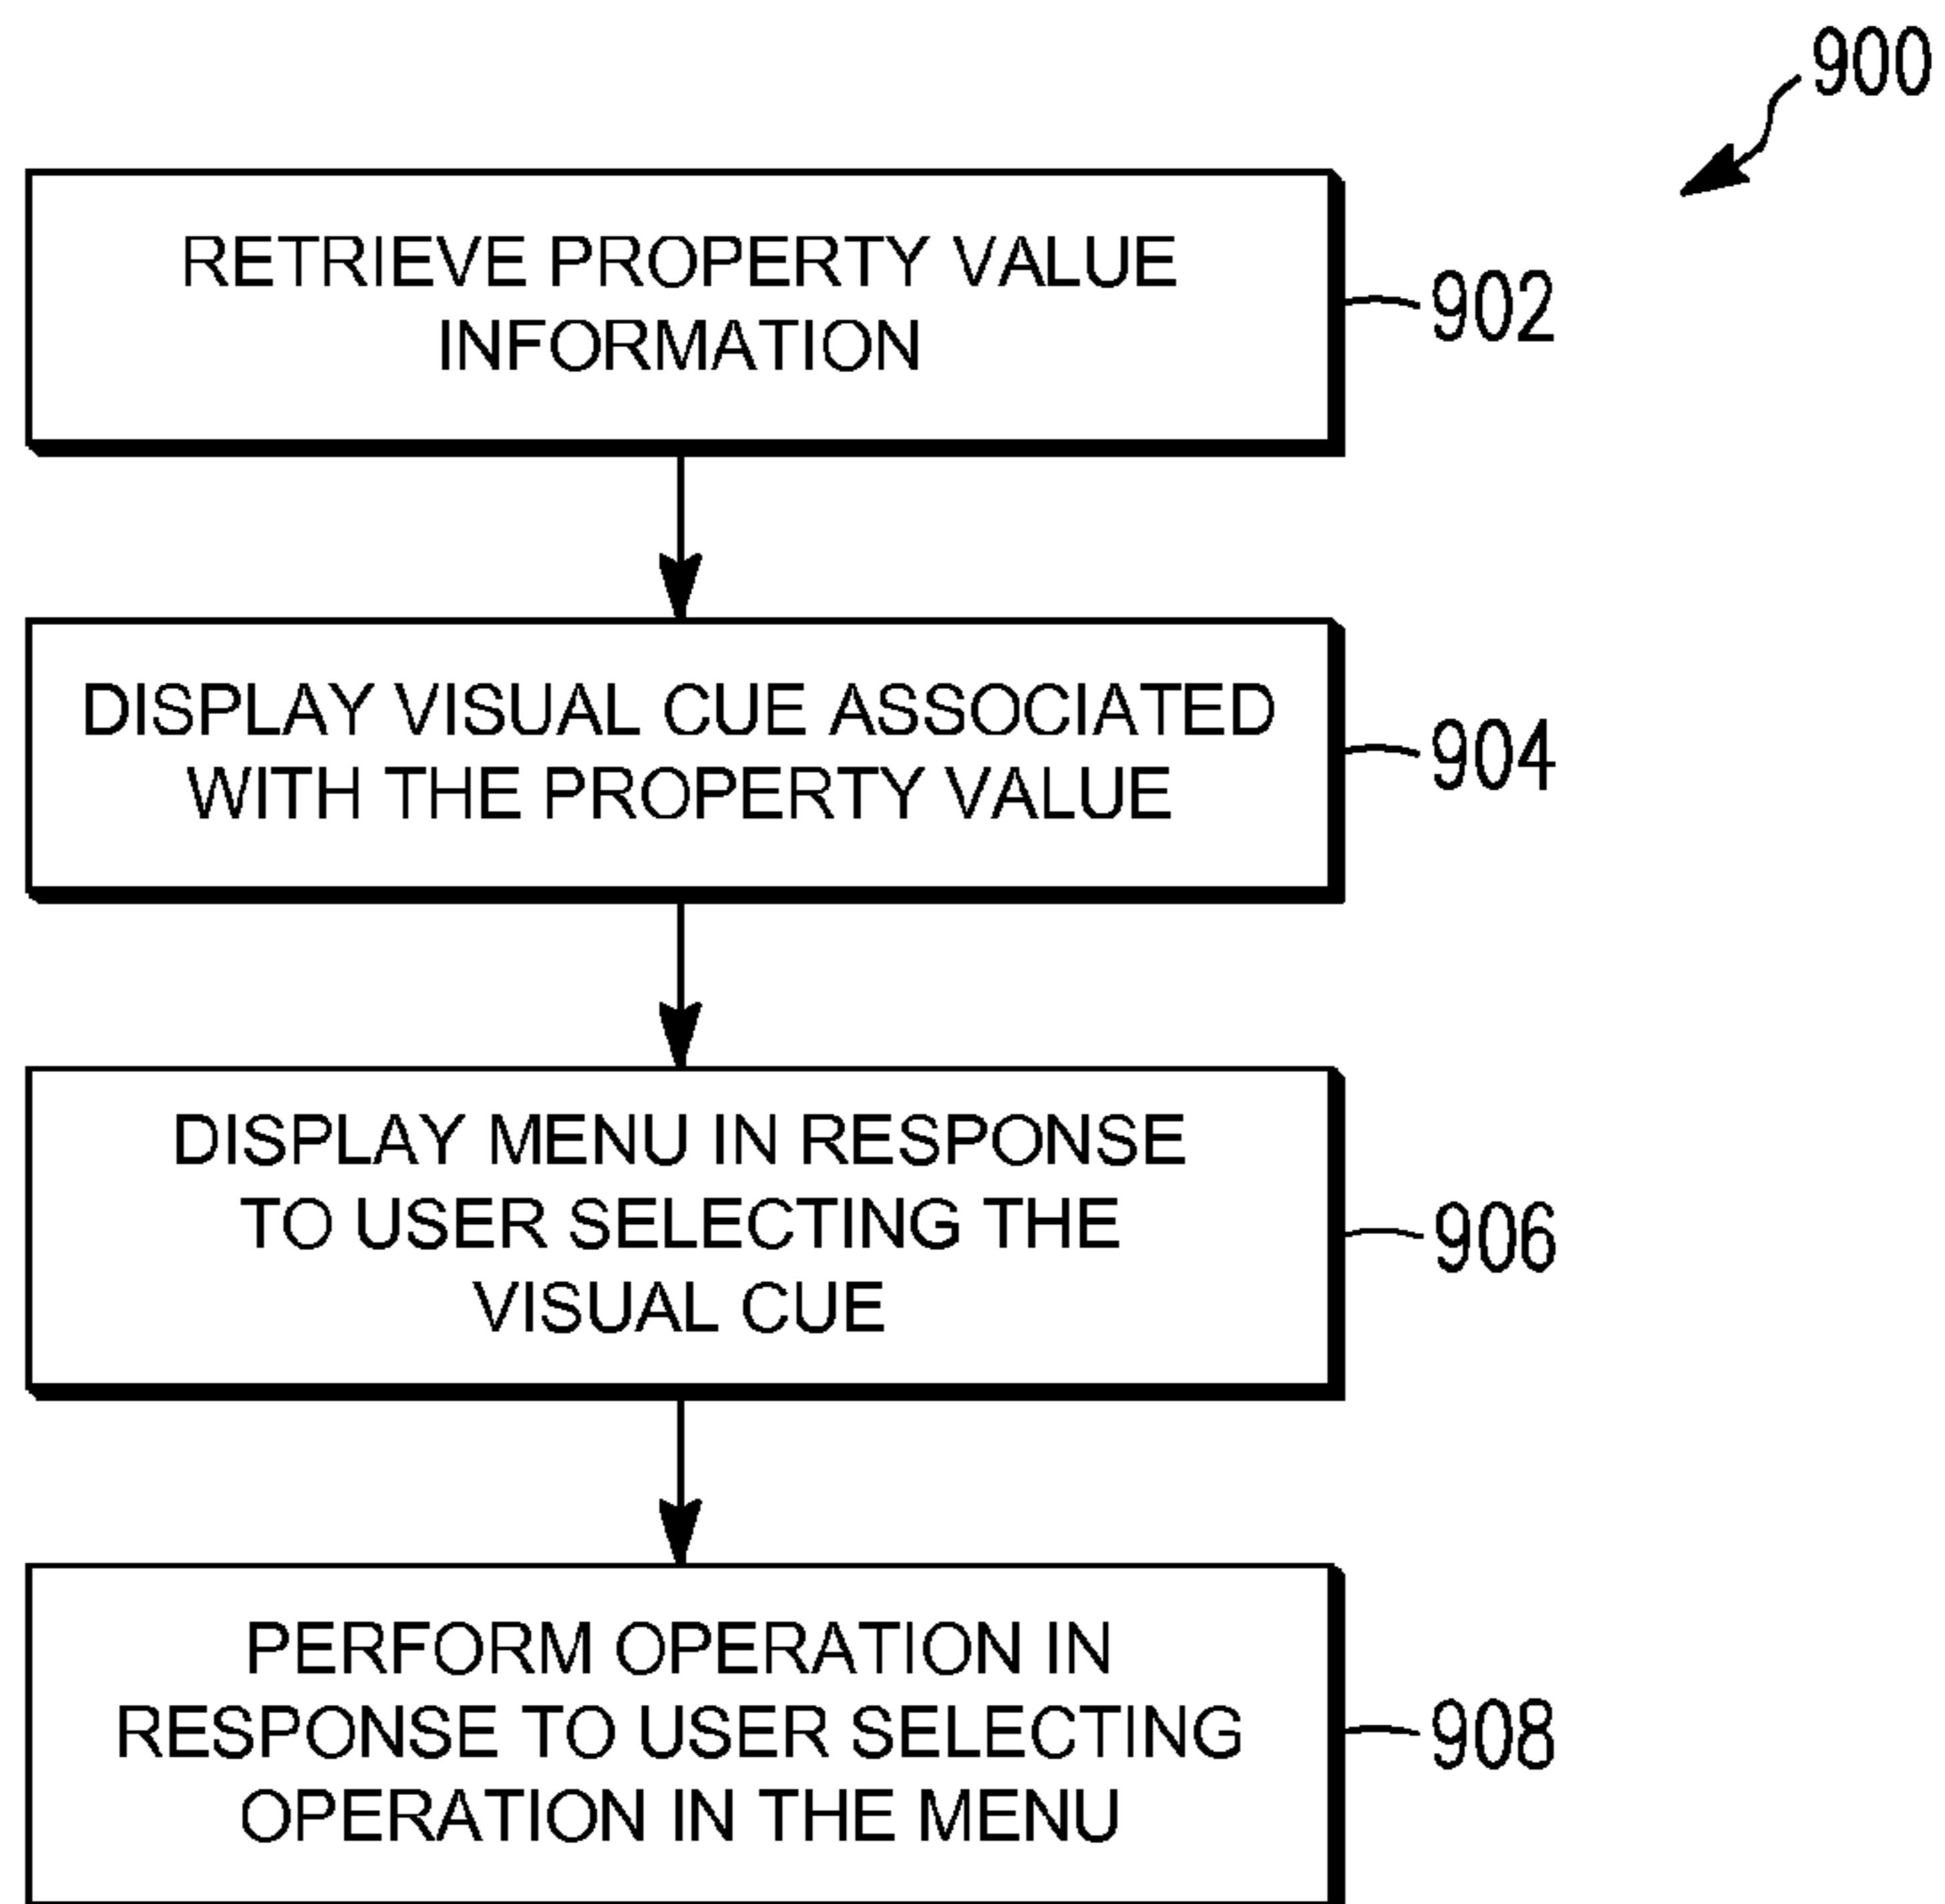 900
RETRIEVE PROPERTY VALUE
INFORMATION
902
DISPLAY VISUAL CUE ASSOCIATED
WITH THE PROPERTY VALUE
904
DISPLAY MENU IN RESPONSE
TO USER SELECTING THE
VISUAL CUE
906
PERFORM OPERATION IN
RESPONSE TO USER SELECTING
OPERATION IN THE MENU
908